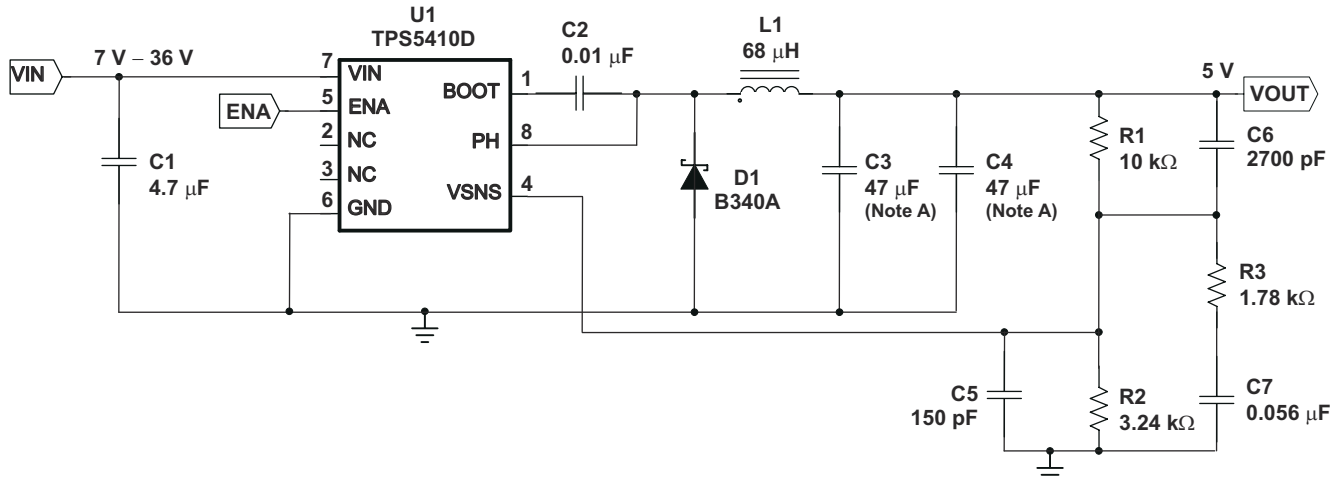 U1
TPS5410D
C2
0.01 μF
L1
68 μH
VIN
7 V – 36 V
7
VIN
BOOT
1
5 V
VOUT
ENA
5
ENA
2
NC
PH
8
3
NC
VSNS
4
6
GND
C1
4.7 μF
D1
B340A
C3
47 μF
(Note A)
C4
47 μF
(Note A)
R1
10 kΩ
C6
2700 pF
R3
1.78 kΩ
C5
150 pF
R2
3.24 kΩ
C7
0.056 μF